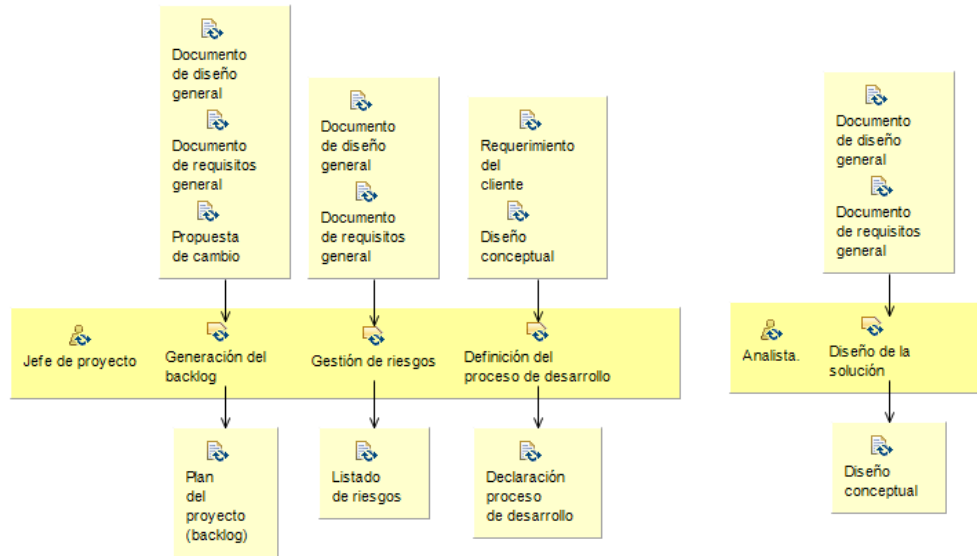 Documento
de diseño
general
Documento
de requisitos
general
Propuesta
de cambio
Documento
de diseño
general
Documento
de requisitos
general
Requerimiento
del
cliente
Diseño
conceptual
Documento
de diseño
general
Documento
de requisitos
general
Jefe de proyecto
Generación del
backlog
Gestión de riesgos
Definición del
proceso de desarrollo
Analista.
Diseño de la
solución
Plan
del
proyecto
(backlog)
Listado
de riesgos
Declaración
proceso
de desarrollo
Diseño
conceptual